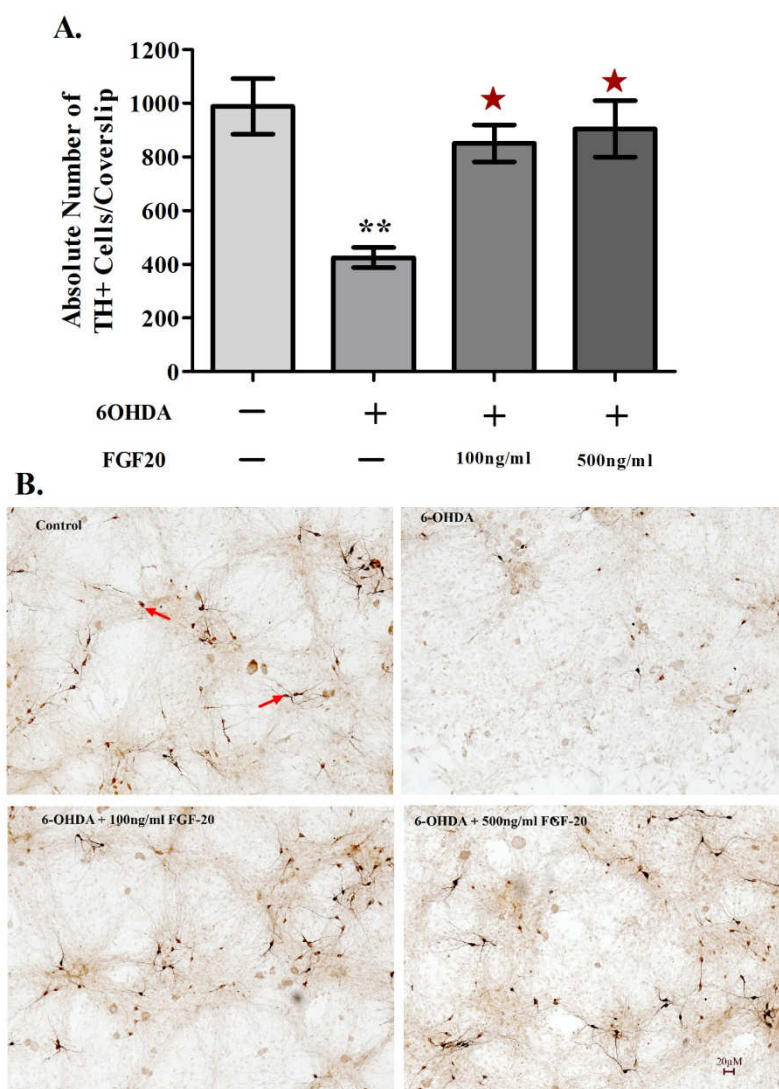 A.
Absolute Number of
TH+ Cells/Coverslip
1200
1000
800
600
400
200
0
**
6OHDA − + + +
FGF20 − − 100ng/ml 500ng/ml
B.
Control
6-OHDA
6-OHDA + 100ng/ml FGF-20
6-OHDA + 500ng/ml FGF-20
20μM